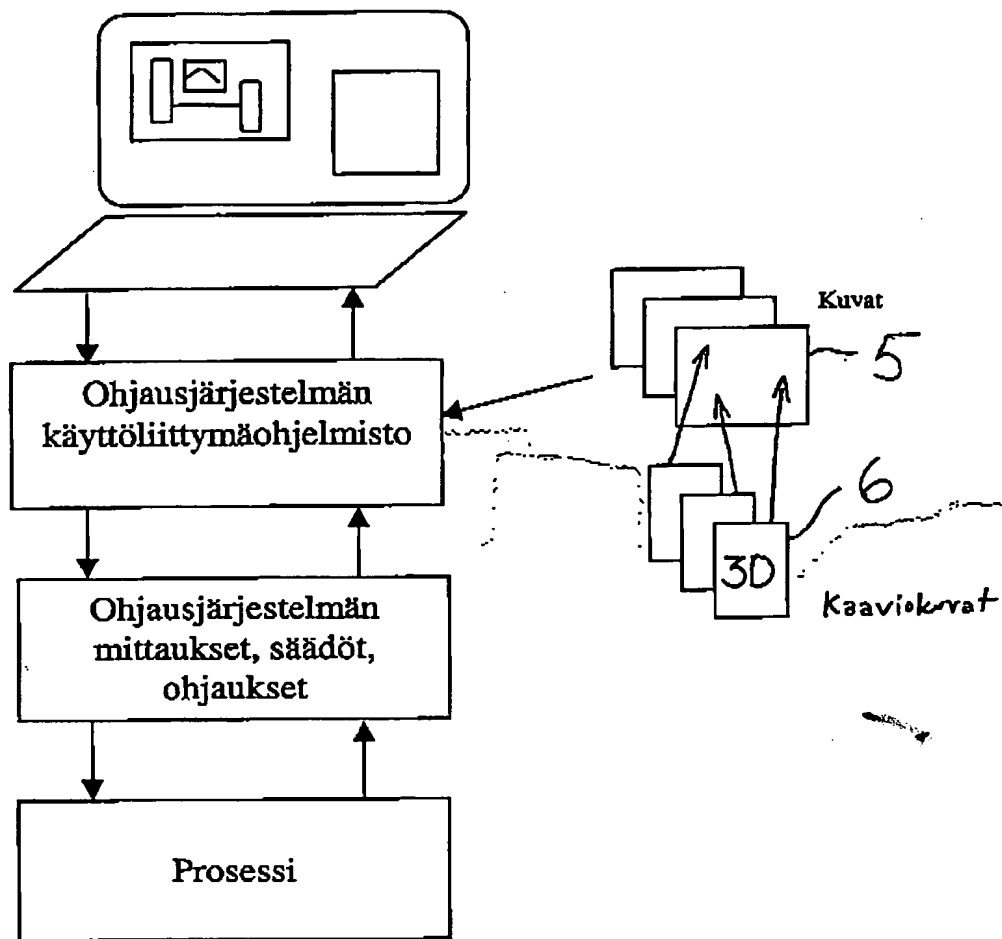 Ohjausjärjestelmän
käyttöliittymäohjelmisto
Ohjausjärjestelmän
mittaukset, säädöt,
ohjaukset
Prosessi
Kuvat
5
6
3D
Kaaviokuvat